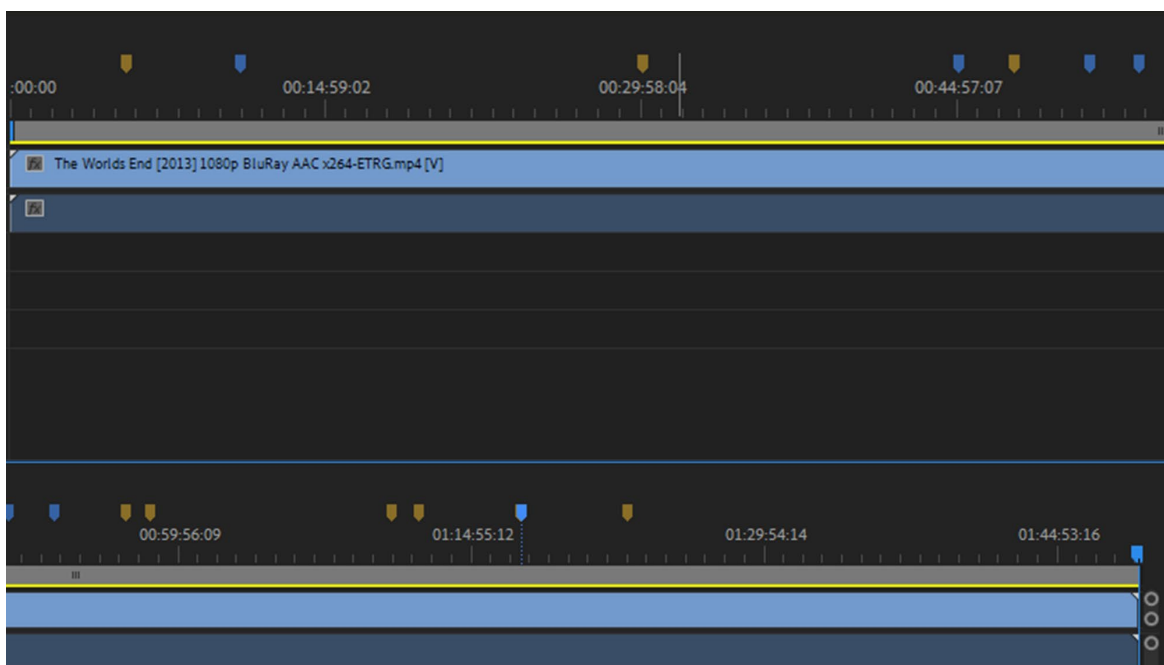 :00:00 00:14:59:02 00:29:58:04 00:44:57:07
fx The Worlds End [2013] 1080p BluRay AAC x264-ETRG.mp4 [V]
fx
00:59:56:09 01:14:55:12 01:29:54:14 01:44:53:16